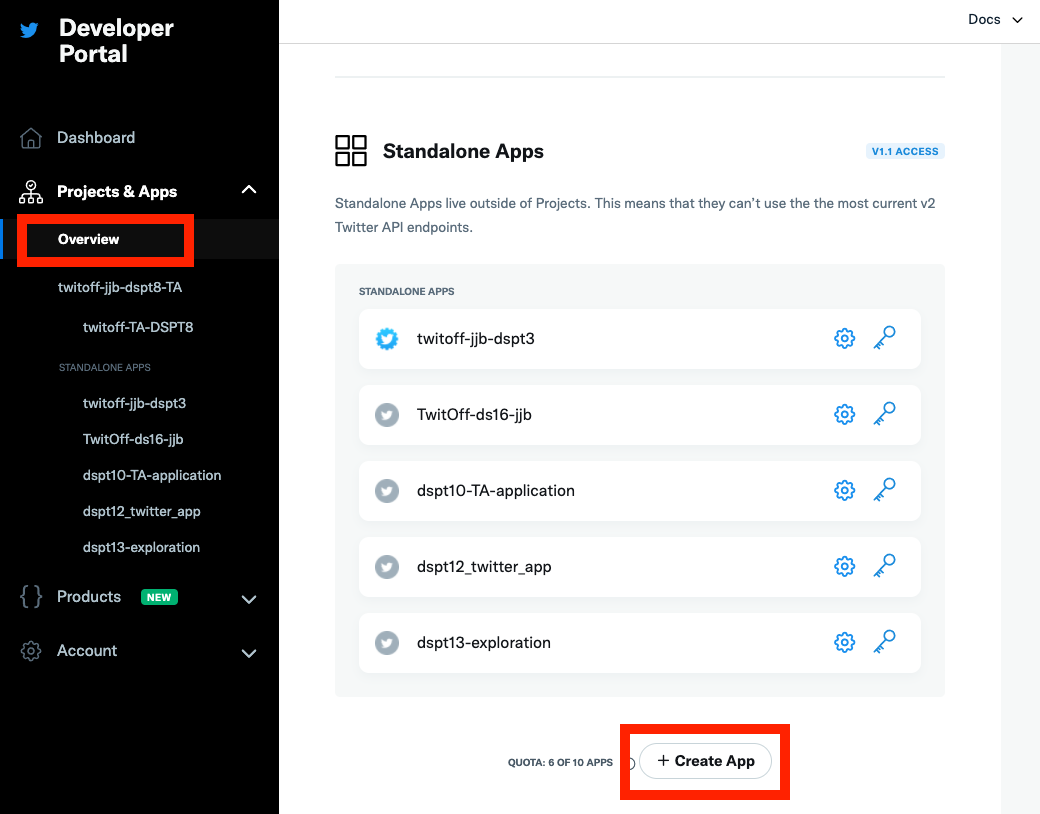 Developer
Portal
Docs
Dashboard
Projects & Apps
Overview
twitoff-jjb-dspt8-TA
twitoff-TA-DSPT8
STANDALONE APPS
twitoff-jjb-dspt3
TwitOff-ds16-jjb
dspt10-TA-application
dspt12_twitter_app
dspt13-exploration
Products NEW
Account
Standalone Apps
V1.1 ACCESS
Standalone Apps live outside of Projects. This means that they can’t use the the most current v2
Twitter API endpoints.
STANDALONE APPS
twitoff-jjb-dspt3
TwitOff-ds16-jjb
dspt10-TA-application
dspt12_twitter_app
dspt13-exploration
QUOTA: 6 OF 10 APPS
+ Create App